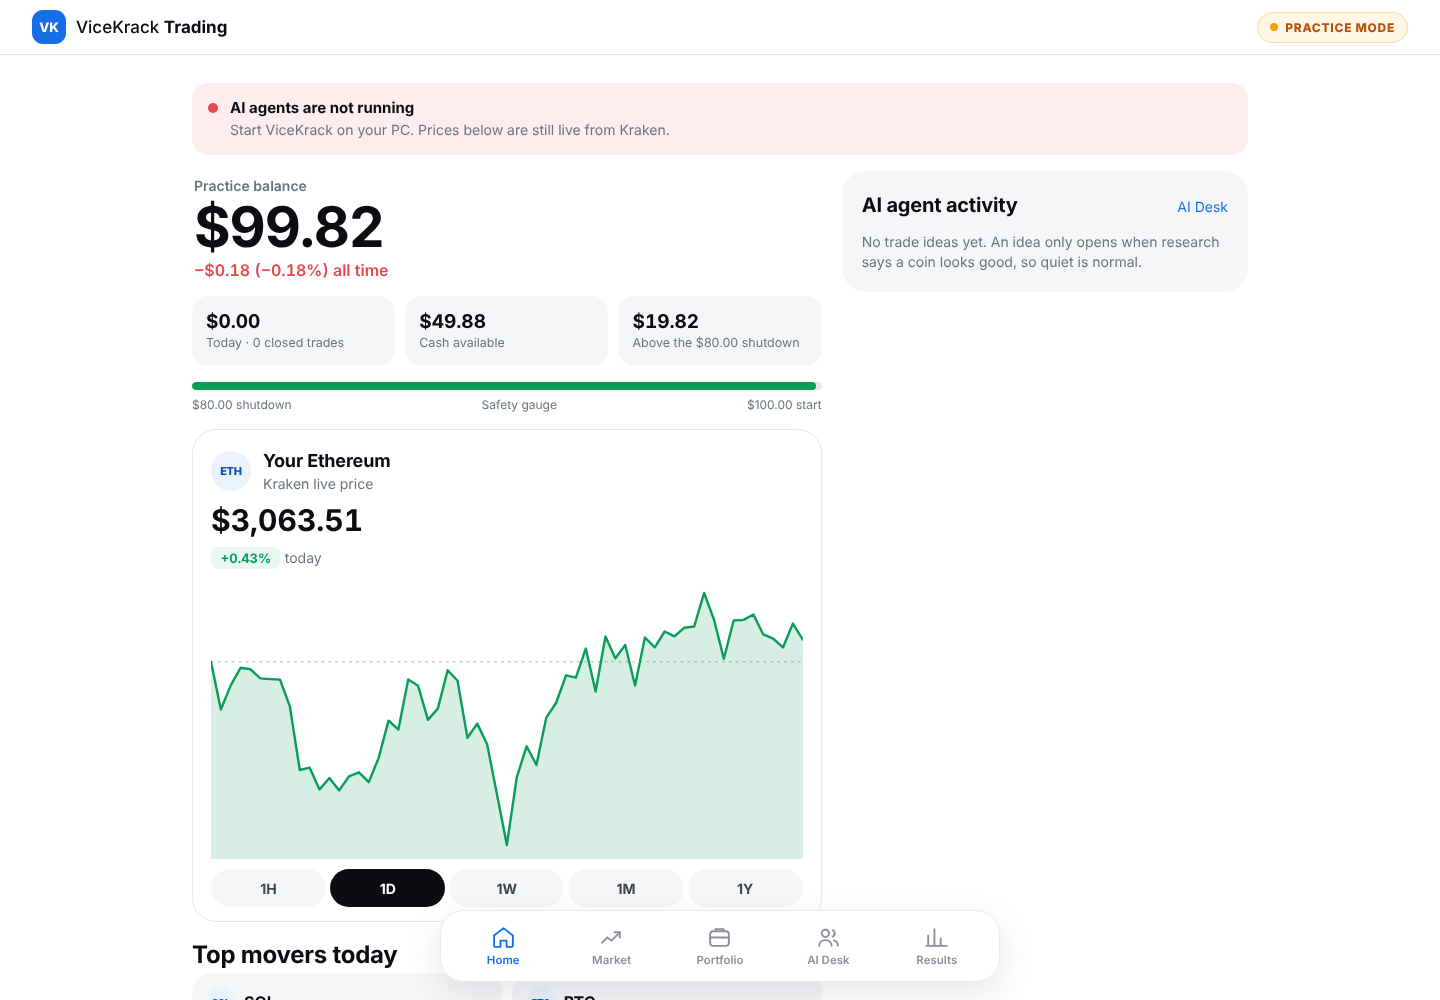 VK
ViceKrack Trading
PRACTICE MODE
AI agents are not running
Start ViceKrack on your PC. Prices below are still live from Kraken.
Practice balance
$99.82
−$0.18 (−0.18%) all time
$0.00
Today · 0 closed trades
$49.88
Cash available
$19.82
Above the $80.00 shutdown
$80.00 shutdown
Safety gauge
$100.00 start
AI agent activity
AI Desk
No trade ideas yet. An idea only opens when research
says a coin looks good, so quiet is normal.
ETH
Your Ethereum
Kraken live price
$3,063.51
+0.43% today
1H
1D
1W
1M
1Y
Top movers today
Home
Market
Portfolio
AI Desk
Results